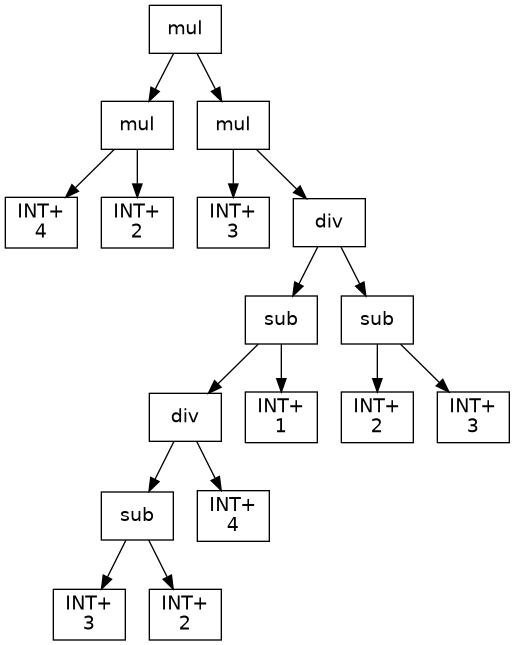 mul
mul
mul
INT+
4
INT+
2
INT+
3
div
sub
sub
div
INT+
1
INT+
2
INT+
3
sub
INT+
4
INT+
3
INT+
2